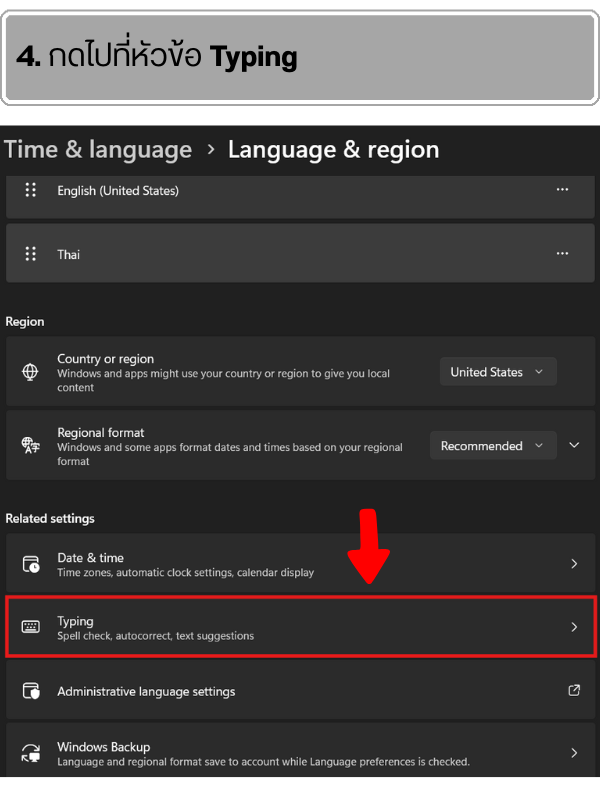 4. กดไปที่หัวข้อ Typing
Time & language > Language & region
English (United States)
Thai
Region
Country or region
Windows and apps might use your country or region to give you local
content
United States
Regional format
Windows and some apps format dates and times based on your regional
format
Recommended
Related settings
Date & time
Time zones, automatic clock settings, calendar display
Typing
Spell check, autocorrect, text suggestions
Administrative language settings
Windows Backup
Language and regional format save to account while Language preferences is checked.